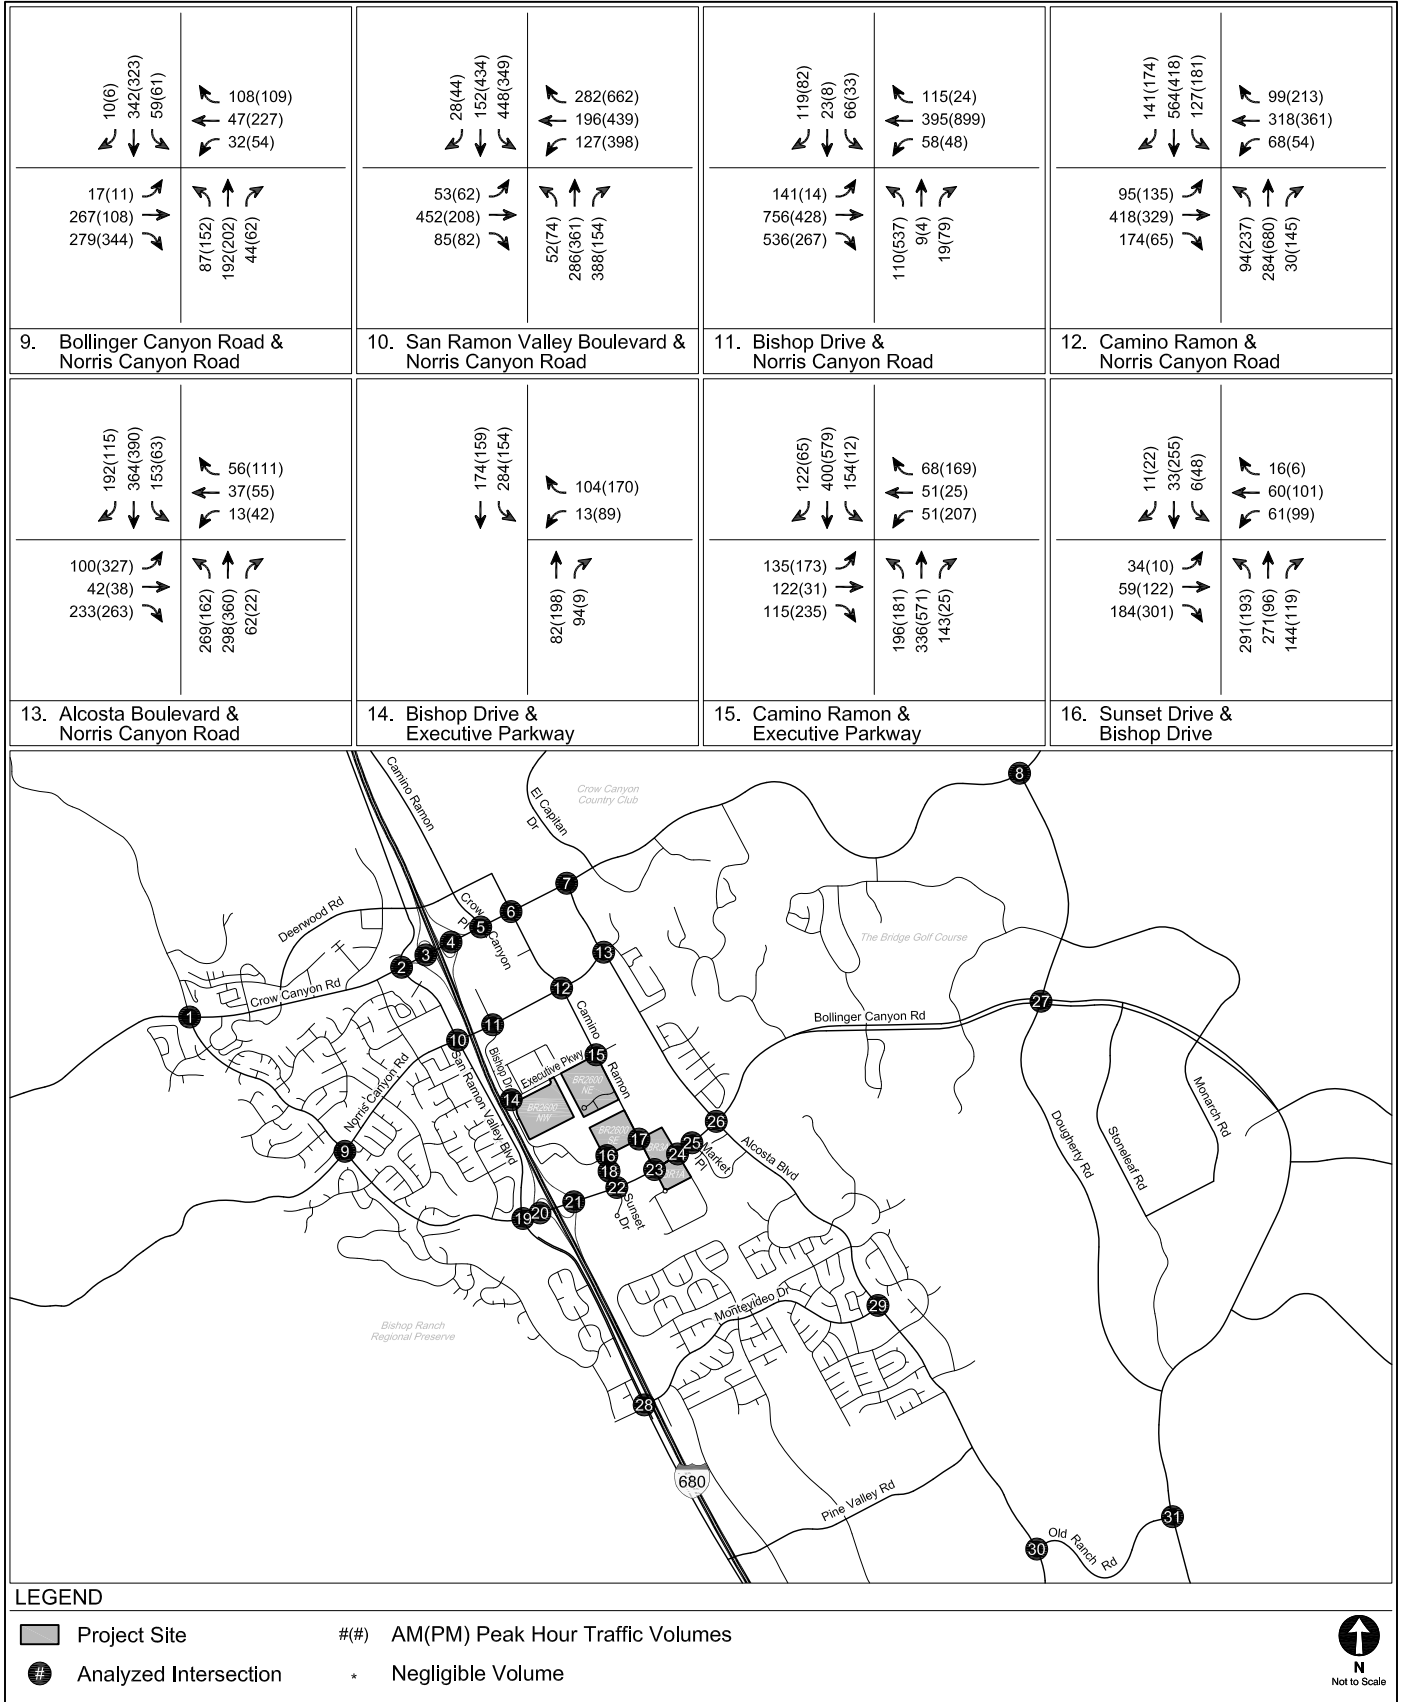 10(6)
342(323)
59(61)
108(109)
47(227)
32(54)
17(11)
267(108)
279(344)
87(152)
192(202)
44(62)
9. Bollinger Canyon Road &
Norris Canyon Road
28(44)
152(434)
448(349)
282(662)
196(439)
127(398)
53(62)
452(208)
85(82)
52(74)
286(361)
388(154)
10. San Ramon Valley Boulevard &
Norris Canyon Road
119(82)
23(8)
66(33)
115(24)
395(899)
58(48)
141(14)
756(428)
536(267)
110(537)
9(4)
19(79)
11. Bishop Drive &
Norris Canyon Road
141(174)
564(418)
127(181)
99(213)
318(361)
68(54)
95(135)
418(329)
174(65)
94(237)
284(680)
30(145)
12. Camino Ramon &
Norris Canyon Road
192(115)
364(390)
153(63)
56(111)
37(55)
13(42)
100(327)
42(38)
233(263)
269(162)
298(360)
62(22)
13. Alcosta Boulevard &
Norris Canyon Road
174(159)
284(154)
104(170)
13(89)
82(198)
94(9)
14. Bishop Drive &
Executive Parkway
122(65)
400(579)
154(12)
68(169)
51(25)
51(207)
135(173)
122(31)
115(235)
196(181)
336(571)
143(25)
15. Camino Ramon &
Executive Parkway
11(22)
33(255)
6(48)
16(6)
60(101)
61(99)
34(10)
59(122)
184(301)
291(193)
271(96)
144(119)
16. Sunset Drive &
Bishop Drive
Camino Ramon
El Capitan
Dr
Crow Canyon
Country Club
8
7
Deerwood Rd
Crow
Canyon
Pl
6
5
4
3
2
13
The Bridge Golf Course
Crow Canyon Rd
12
1
27
Bollinger Canyon Rd
11
10
Camino
Ramon
15
Executive Pkwy
Bishop Dr
Norris Canyon Rd
San Ramon Valley Blvd
BR2600
NE
14
BR2600
NW
Monarch Rd
26
BR2600
SE
17
25
24
Market
Pl
Alcosta Blvd
9
16
18
23
BR1A
Dougherty Rd
Stoneleaf Rd
22
21
20
19
Sunset
Dr
Montevideo Dr
29
Bishop Ranch
Regional Preserve
28
680
Pine Valley Rd
31
30
Old Ranch Rd
LEGEND
Project Site
#(#) AM(PM) Peak Hour Traffic Volumes
# Analyzed Intersection
* Negligible Volume
N
Not to Scale